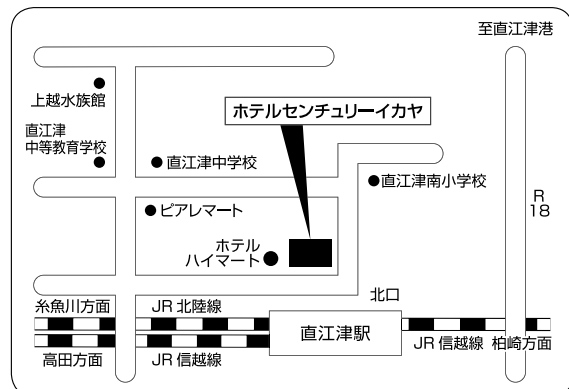 至直江津港
上越水族館
ホテルセンチュリーイカヤ
直江津
中等教育学校
直江津中学校
直江津南小学校
R
18
ピアレマート
ホテル
ハイマート
北口
糸魚川方面
JR 北陸線
直江津駅
高田方面
JR 信越線
JR 信越線
柏崎方面